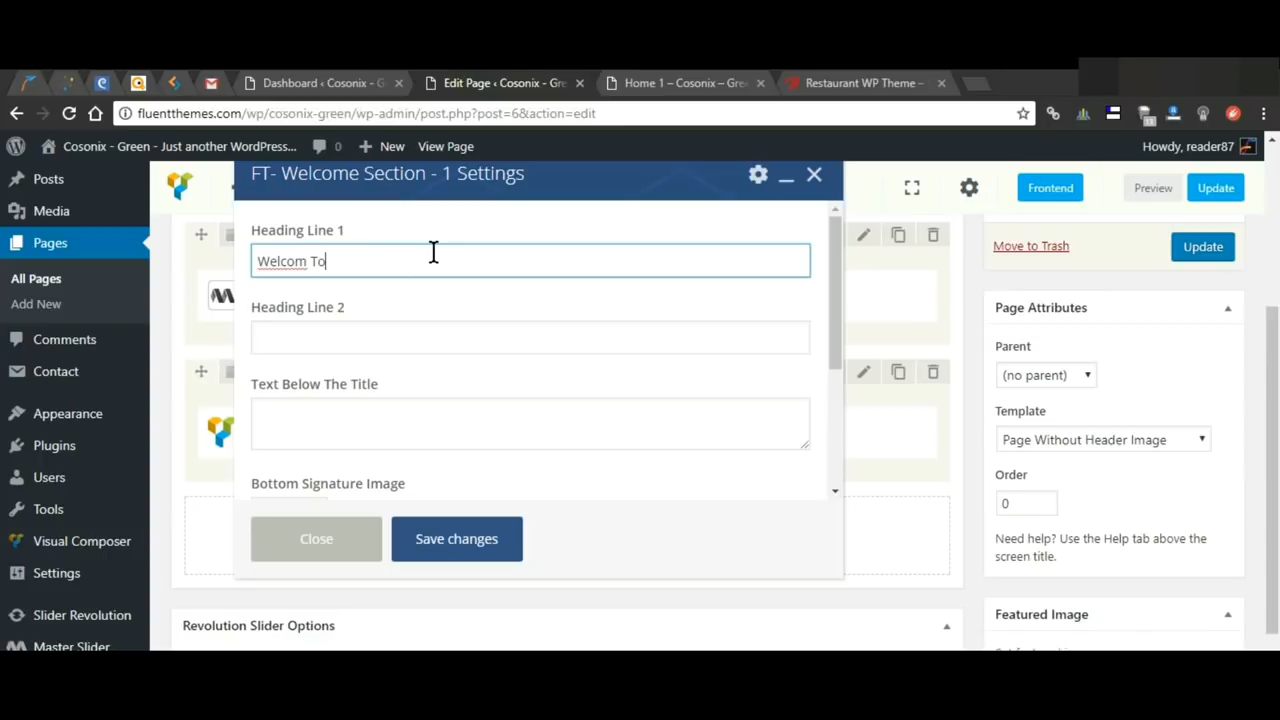 Dashboard ‹ Cosonix - G
Edit Page ‹ Cosonix - Gre
Home 1 – Cosonix – Gree
Restaurant WP Theme –
fluentthemes.com/wp/cosonix-green/wp-admin/post.php?post=6&action=edit
Cosonix - Green - Just another WordPress...
0
New
View Page
Howdy, reader87
Posts
Media
Pages
All Pages
Add New
Comments
Contact
Appearance
Plugins
Users
Tools
Visual Composer
Settings
Slider Revolution
Master Slider
FT- Welcome Section - 1 Settings
Heading Line 1
Welcom To
Heading Line 2
Text Below The Title
Bottom Signature Image
Close
Save changes
Revolution Slider Options
Frontend
Preview
Update
Move to Trash
Update
Page Attributes
Parent
(no parent)
Template
Page Without Header Image
Order
0
Need help? Use the Help tab above the
screen title.
Featured Image